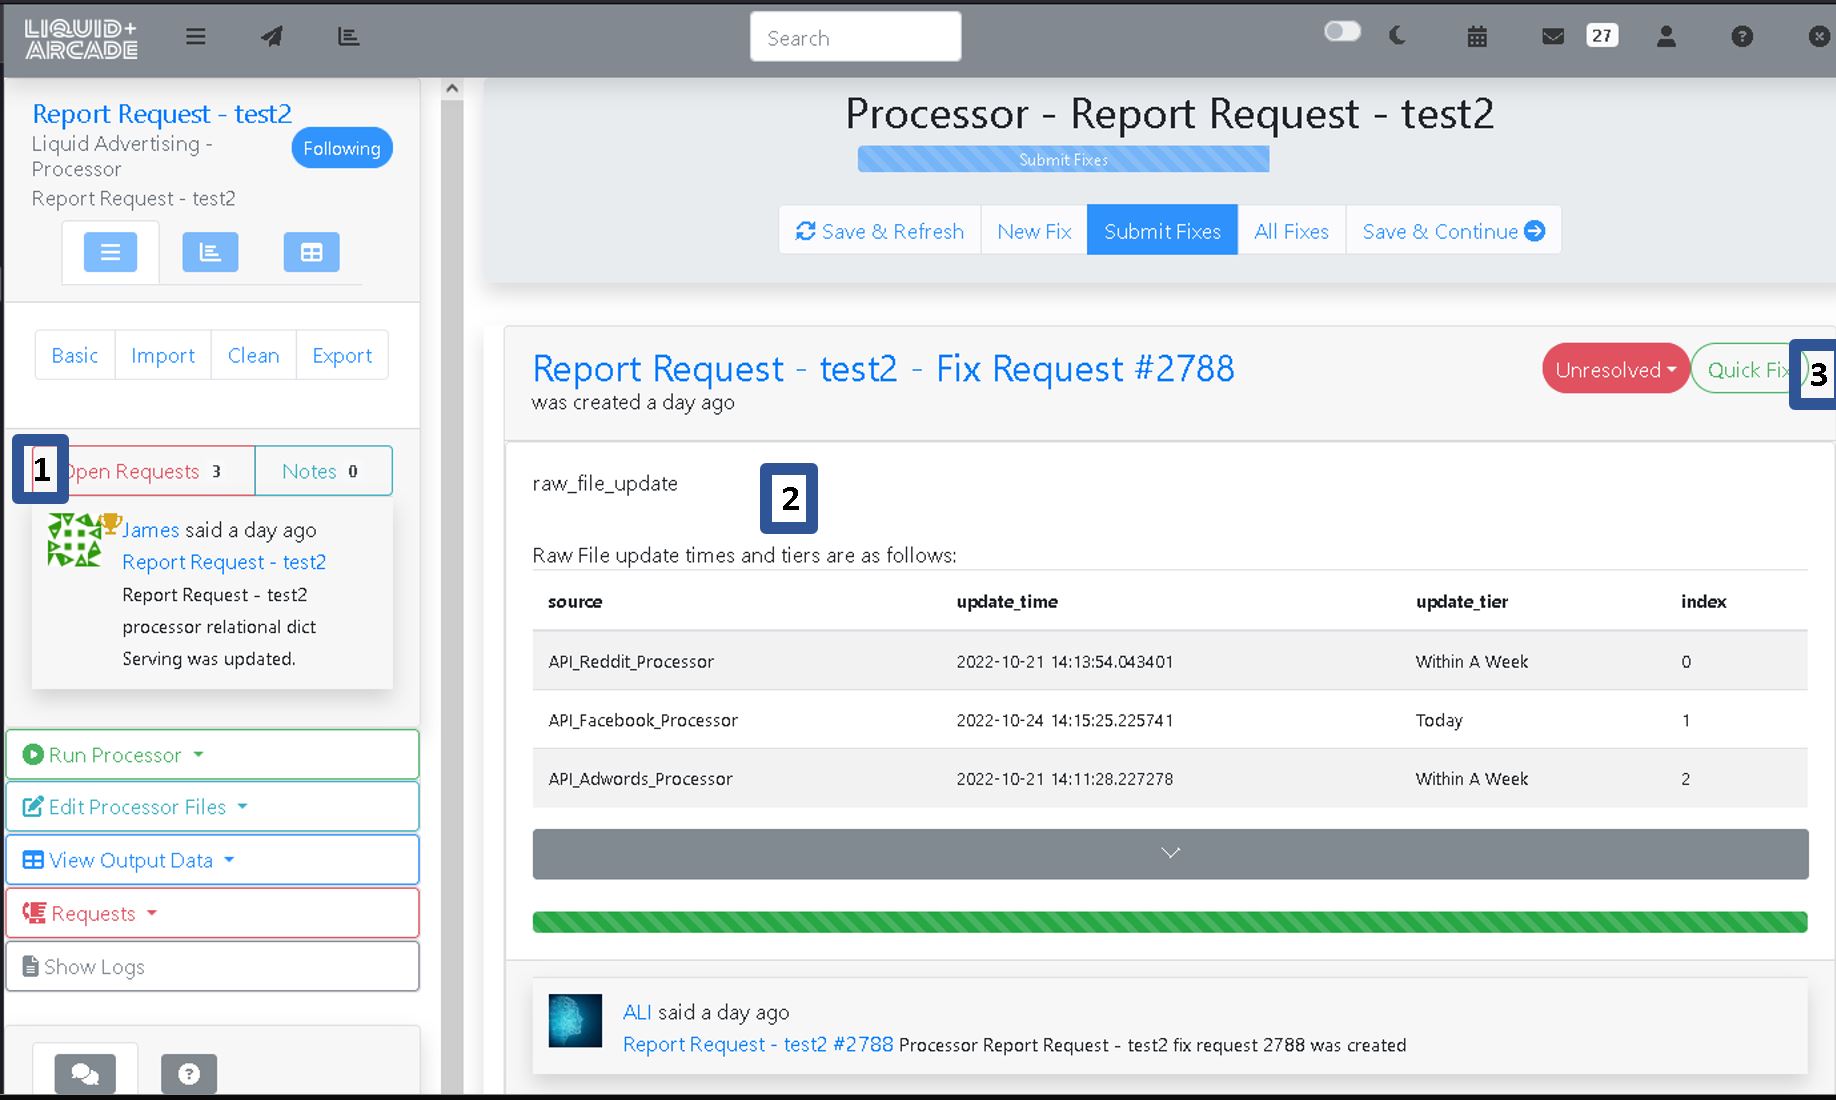 LIQUID+
ARCADE
Search
27
Report Request - test2
Liquid Advertising -
Processor
Following
Report Request - test2
Basic
Import
Clean
Export
1
Open Requests 3
Notes 0
James said a day ago
Report Request - test2
Report Request - test2
processor relational dict
Serving was updated.
Run Processor
Edit Processor Files
View Output Data
Requests
Show Logs
Processor - Report Request - test2
Submit Fixes
Save & Refresh
New Fix
Submit Fixes
All Fixes
Save & Continue
Report Request - test2 - Fix Request #2788
was created a day ago
Unresolved
Quick Fix
3
raw_file_update
2
Raw File update times and tiers are as follows:
source update_time update_tier index
API_Reddit_Processor 2022-10-21 14:13:54.043401 Within A Week 0
API_Facebook_Processor 2022-10-24 14:15:25.225741 Today 1
API_Adwords_Processor 2022-10-21 14:11:28.227278 Within A Week 2
ALI said a day ago
Report Request - test2 #2788 Processor Report Request - test2 fix request 2788 was created